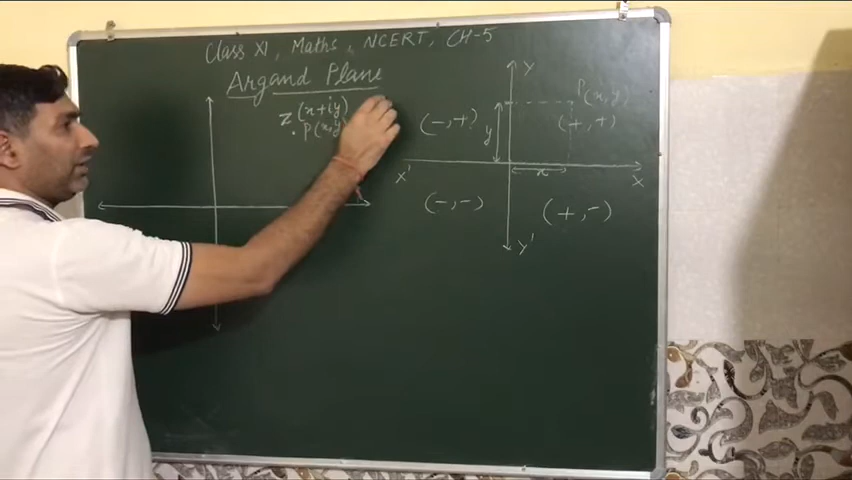 Class XI, Maths, NCERT, CH-5
Argand Plane
Z(x+iy)
P(x,y)
Y
P(x,y)
(-,+)
y
(+,+)
X'
x
X
(-,-)
(+,-)
Y'